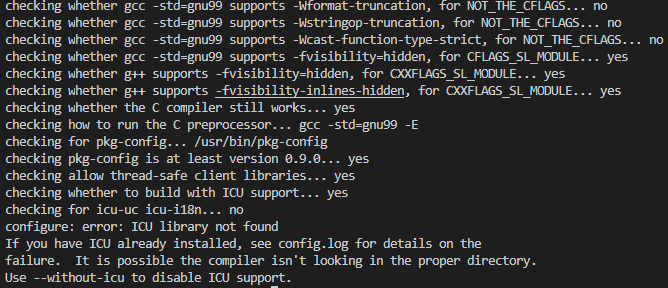 checking whether gcc -std=gnu99 supports -Wformat-truncation, for NOT_THE_CFLAGS... no
checking whether gcc -std=gnu99 supports -Wstringop-truncation, for NOT_THE_CFLAGS... no
checking whether gcc -std=gnu99 supports -Wcast-function-type-strict, for NOT_THE_CFLAGS... no
checking whether gcc -std=gnu99 supports -fvisibility=hidden, for CFLAGS_SL_MODULE... yes
checking whether g++ supports -fvisibility=hidden, for CXXFLAGS_SL_MODULE... yes
checking whether g++ supports -fvisibility-inlines-hidden, for CXXFLAGS_SL_MODULE... yes
checking whether the C compiler still works... yes
checking how to run the C preprocessor... gcc -std=gnu99 -E
checking for pkg-config... /usr/bin/pkg-config
checking pkg-config is at least version 0.9.0... yes
checking allow thread-safe client libraries... yes
checking whether to build with ICU support... yes
checking for icu-uc icu-i18n... no
configure: error: ICU library not found
If you have ICU already installed, see config.log for details on the
failure.  It is possible the compiler isn't looking in the proper directory.
Use --without-icu to disable ICU support.